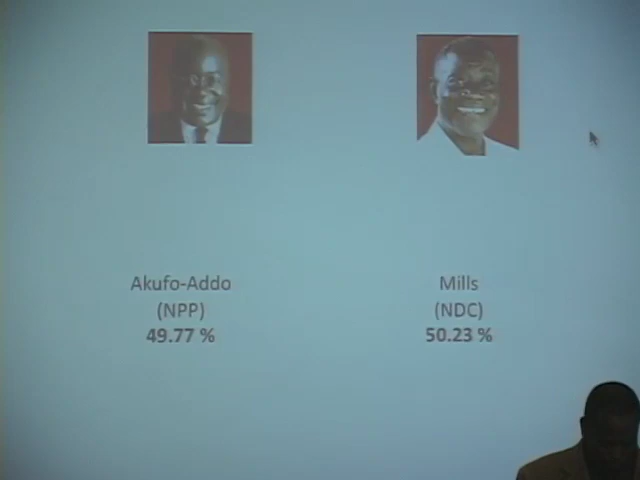 Akufo-Addo
(NPP)
49.77 %
Mills
(NDC)
50.23 %